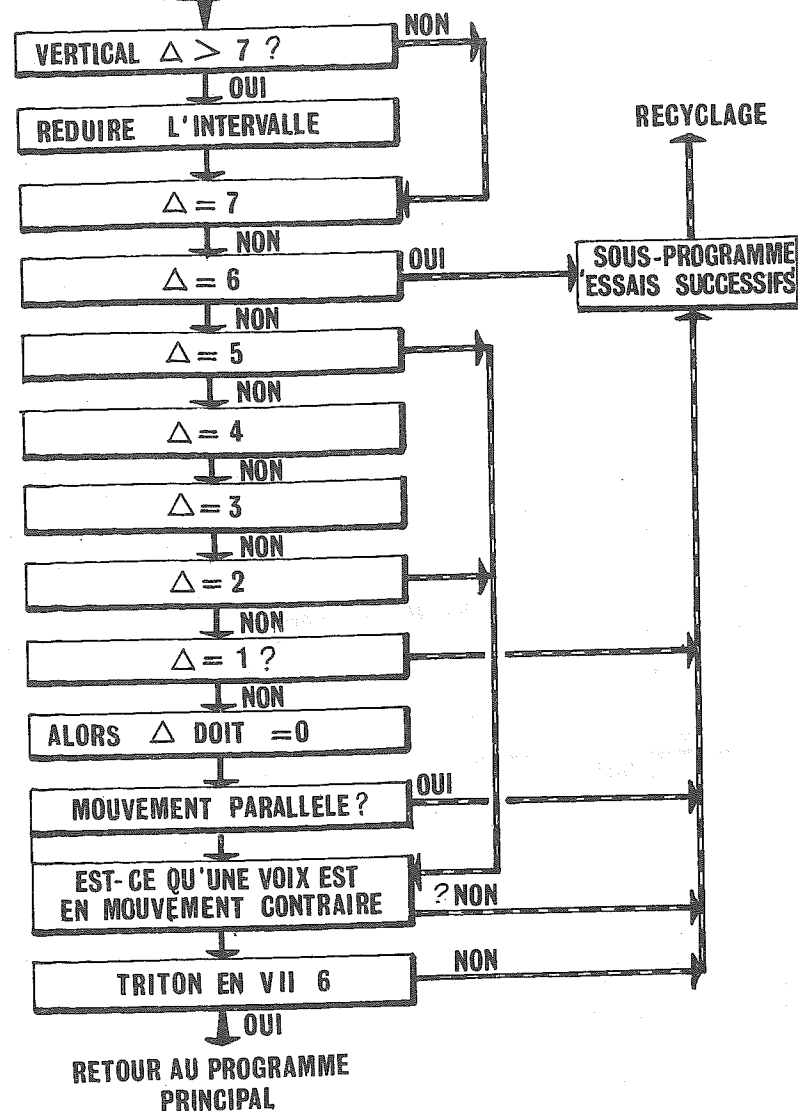 NON
VERTICAL △ > 7 ?
OUI
REDUIRE L'INTERVALLE
RECYCLAGE
△ = 7
NON
SOUS-PROGRAMME
'ESSAIS SUCCESSIFS'
OUI
△ = 6
NON
△ = 5
NON
△ = 4
NON
△ = 3
NON
△ = 2
NON
△ = 1 ?
NON
ALORS △ DOIT =0
OUI
MOUVEMENT PARALLELE ?
EST-CE QU'UNE VOIX EST
EN MOUVEMENT CONTRAIRE
? NON
TRITON EN VII 6
NON
OUI
RETOUR AU PROGRAMME
PRINCIPAL